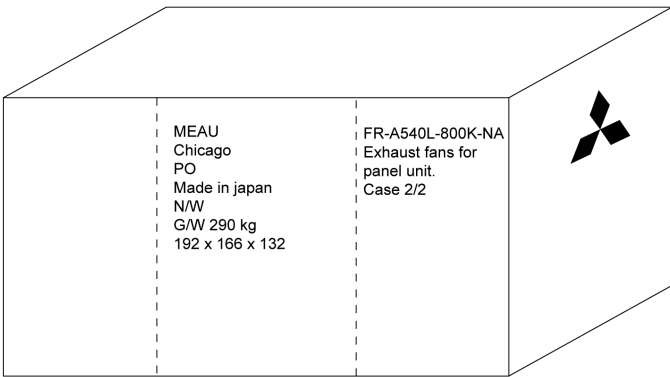 MEAU
Chicago
PO
Made in japan
N/W
G/W 290 kg
192 x 166 x 132
FR-A540L-800K-NA
Exhaust fans for
panel unit.
Case 2/2